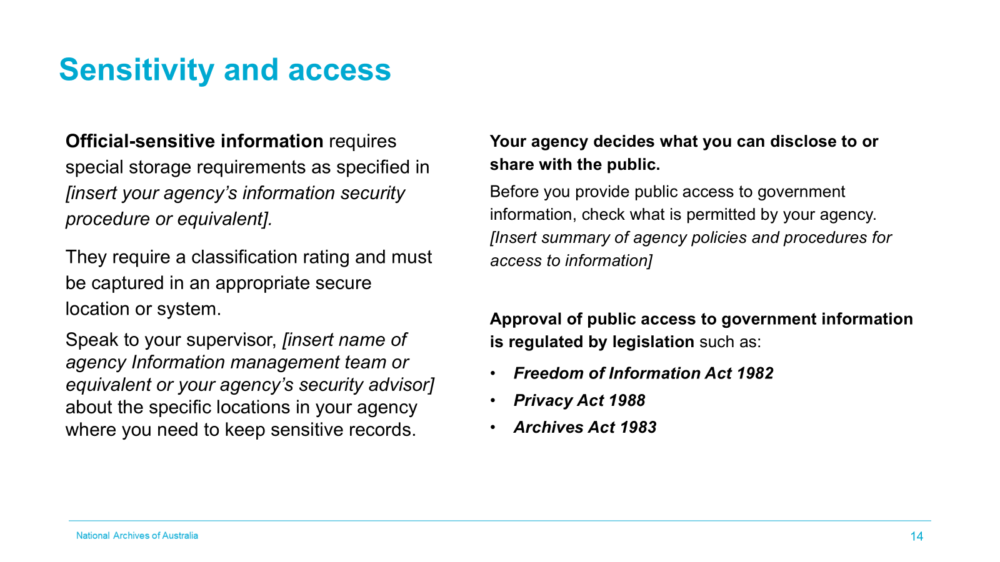 Sensitivity and access
Official-sensitive information requires
special storage requirements as specified in
[insert your agency’s information security
procedure or equivalent].
They require a classification rating and must
be captured in an appropriate secure
location or system.
Speak to your supervisor, [insert name of
agency Information management team or
equivalent or your agency’s security advisor]
about the specific locations in your agency
where you need to keep sensitive records.
Your agency decides what you can disclose to or
share with the public.
Before you provide public access to government
information, check what is permitted by your agency.
[Insert summary of agency policies and procedures for
access to information]
Approval of public access to government information
is regulated by legislation such as:
• Freedom of Information Act 1982
• Privacy Act 1988
• Archives Act 1983
National Archives of Australia
14